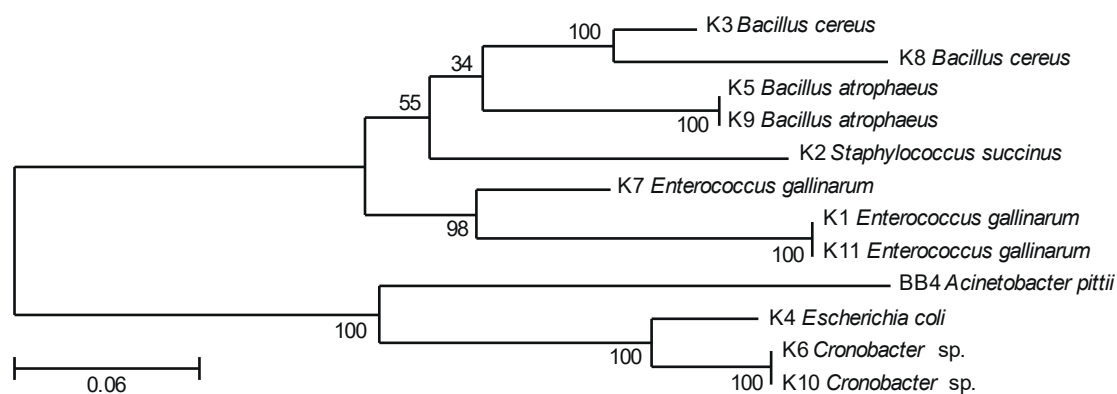 K3 Bacillus cereus
100
K8 Bacillus cereus
34
K5 Bacillus atrophaeus
55
K9 Bacillus atrophaeus
100
K2 Staphylococcus succinus
K7 Enterococcus gallinarum
K1 Enterococcus gallinarum
98
K11 Enterococcus gallinarum
100
BB4 Acinetobacter pittii
K4 Escherichia coli
100
K6 Cronobacter sp.
100
K10 Cronobacter sp.
100
0.06